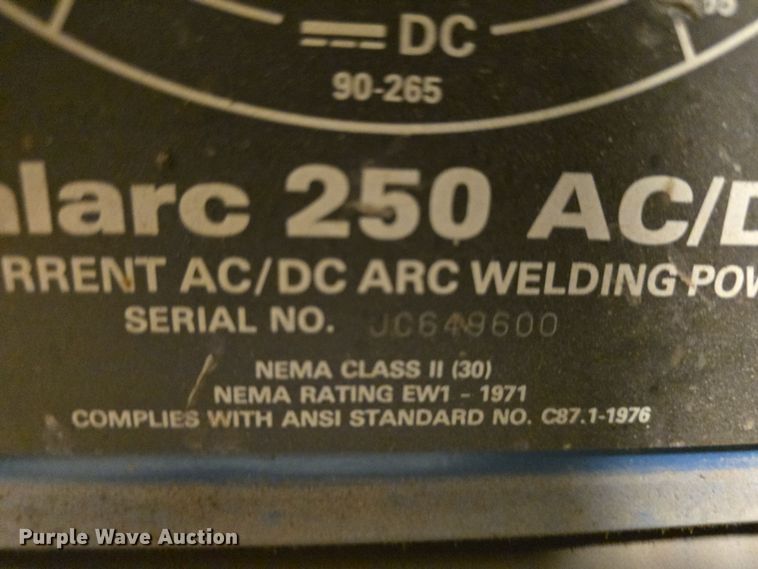 95
DC
90-265
alarc 250 AC/D
RRENT AC/DC ARC WELDING POW
SERIAL NO. JC649600
NEMA CLASS II (30)
NEMA RATING EW1 - 1971
COMPLIES WITH ANSI STANDARD NO. C87.1-1976
Purple Wave Auction